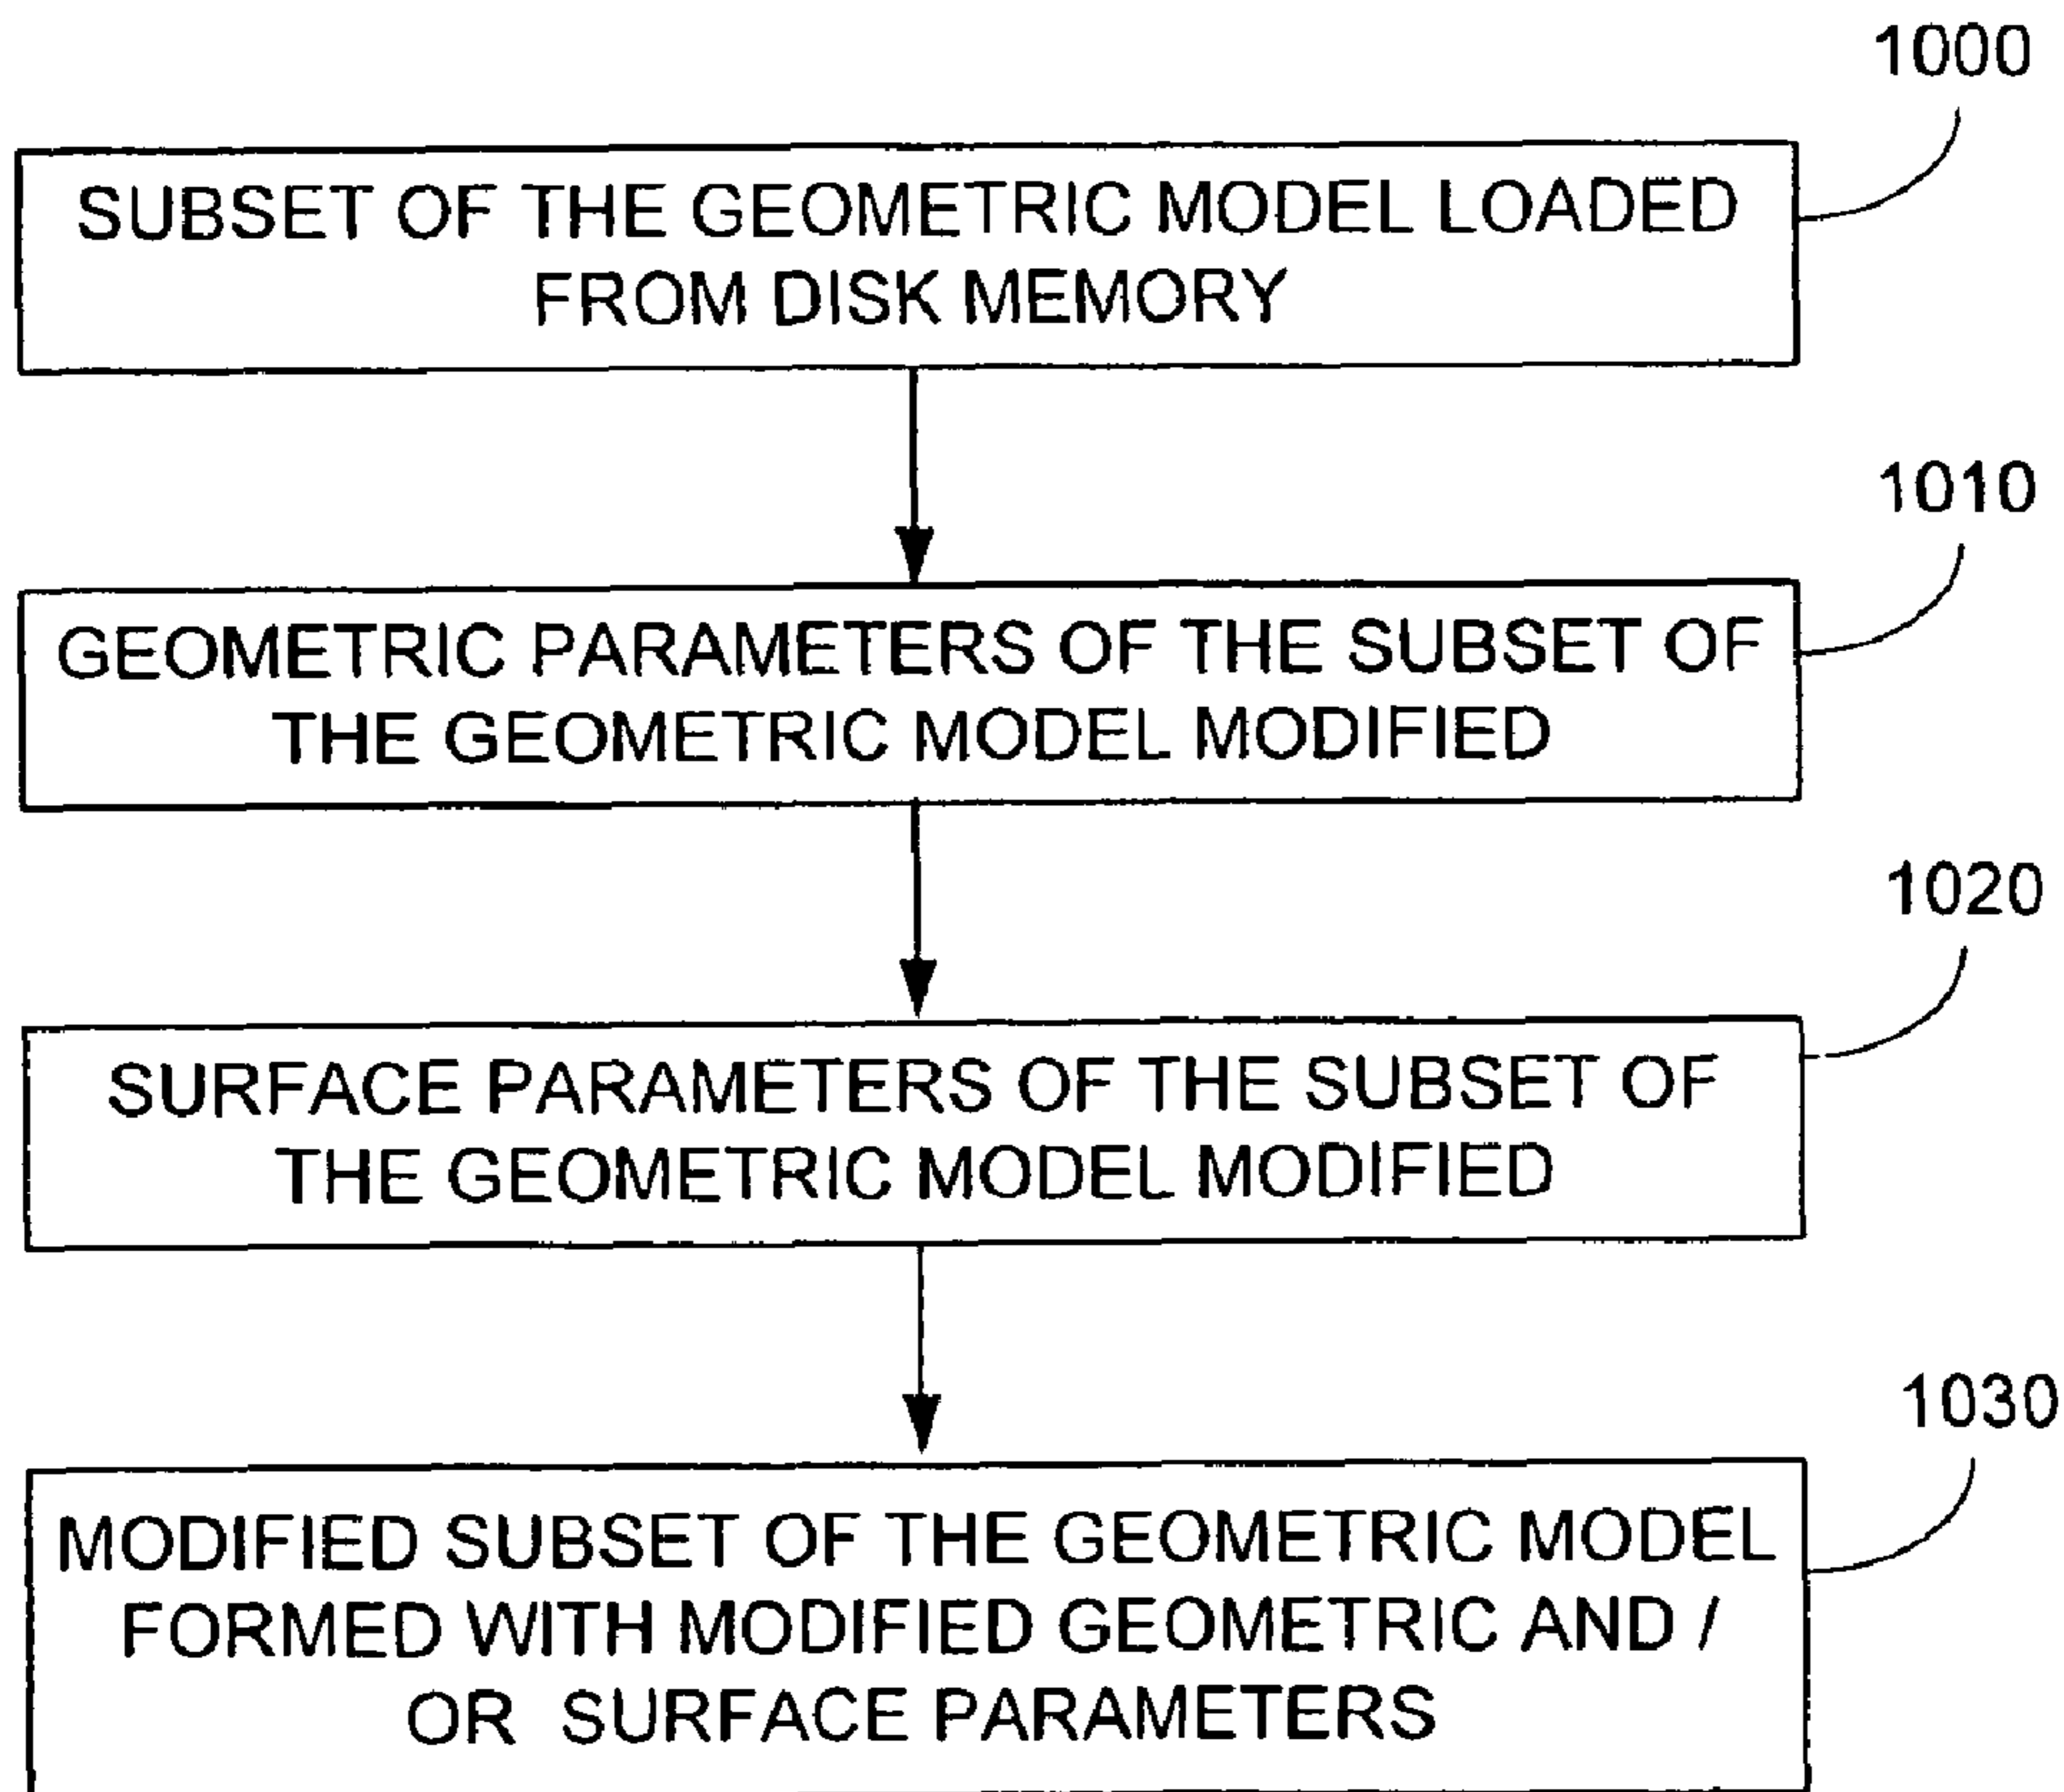 1000
SUBSET OF THE GEOMETRIC MODEL LOADED
FROM DISK MEMORY
1010
GEOMETRIC PARAMETERS OF THE SUBSET OF
THE GEOMETRIC MODEL MODIFIED
1020
SURFACE PARAMETERS OF THE SUBSET OF
THE GEOMETRIC MODEL MODIFIED
1030
MODIFIED SUBSET OF THE GEOMETRIC MODEL
FORMED WITH MODIFIED GEOMETRIC AND /
OR SURFACE PARAMETERS